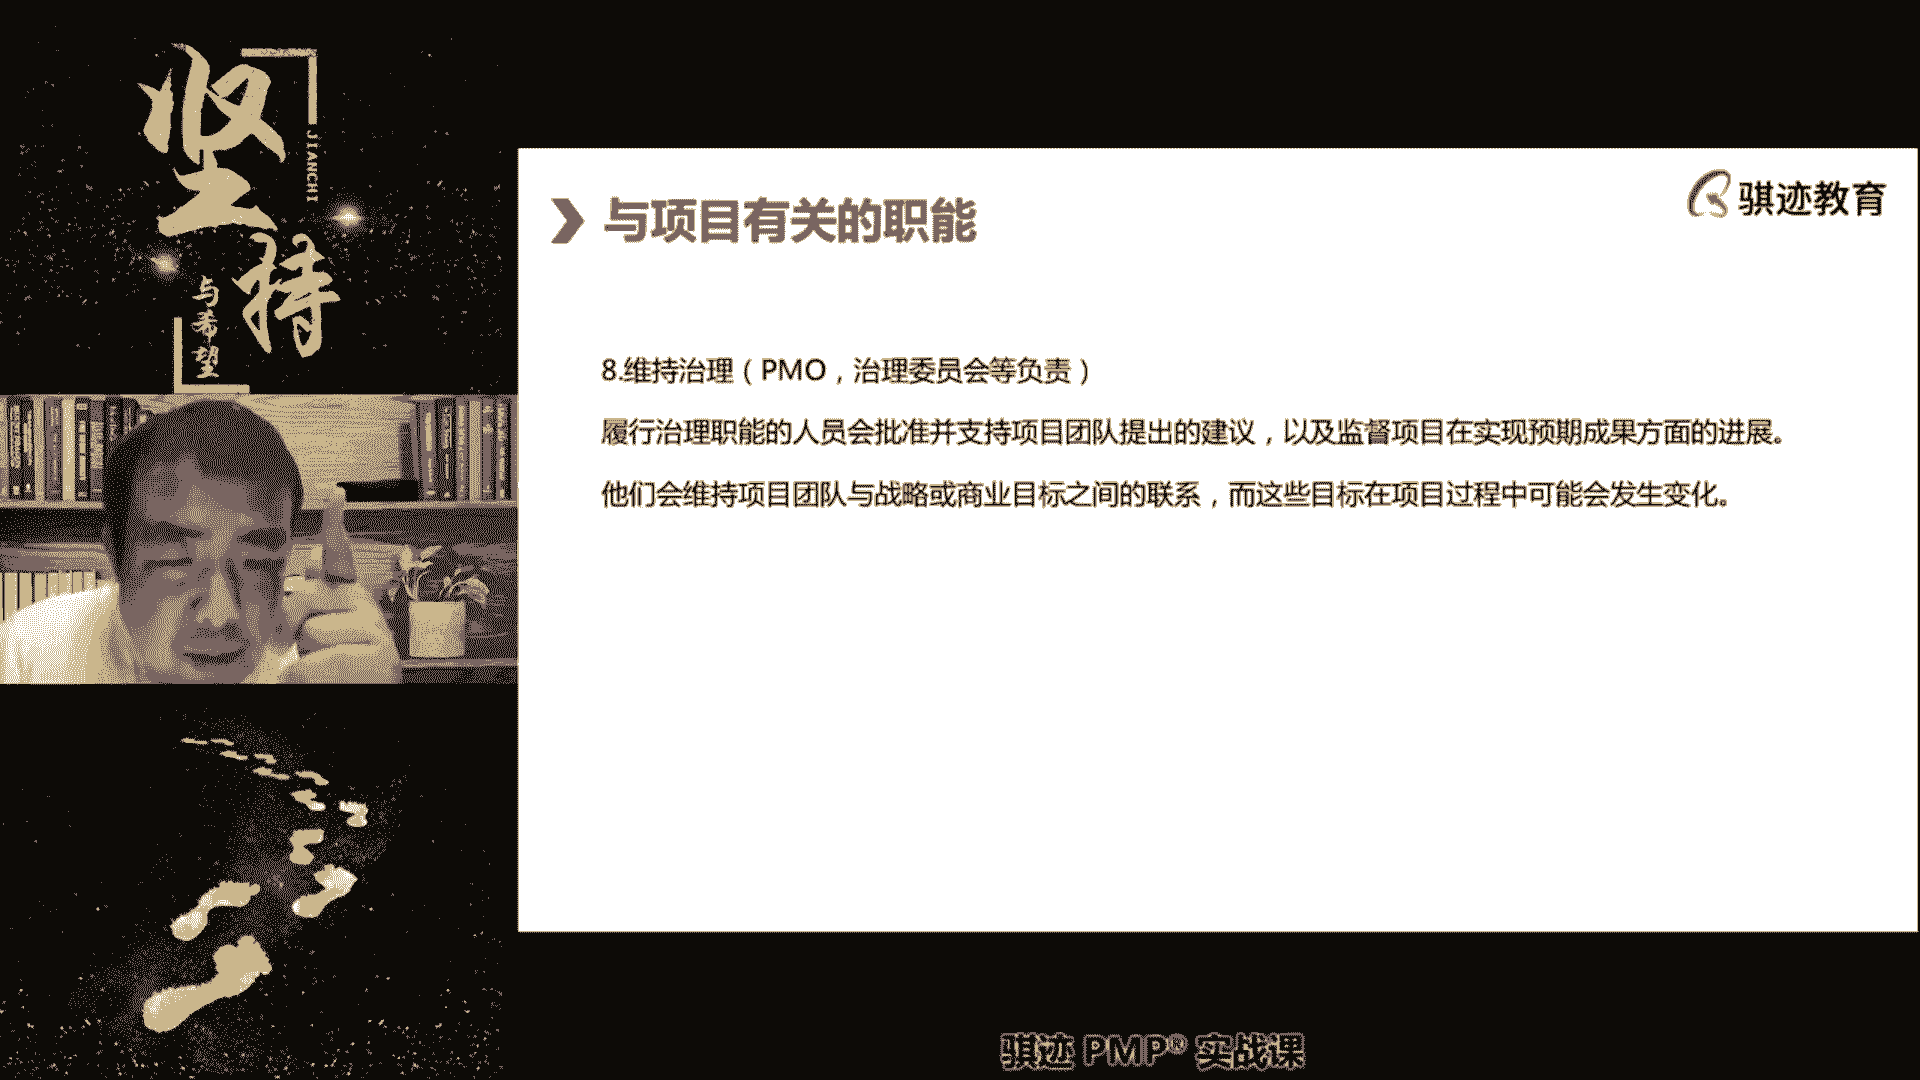 坚持
JIANCHI
与希望
骐迹教育
与项目有关的职能
8.维持治理（PMO，治理委员会等负责）
履行治理职能的人员会批准并支持项目团队提出的建议，以及监督项目在实现预期成果方面的进展。
他们会维持项目团队与战略或商业目标之间的联系，而这些目标在项目过程中可能会发生变化。
骐迹 PMP® 实战课